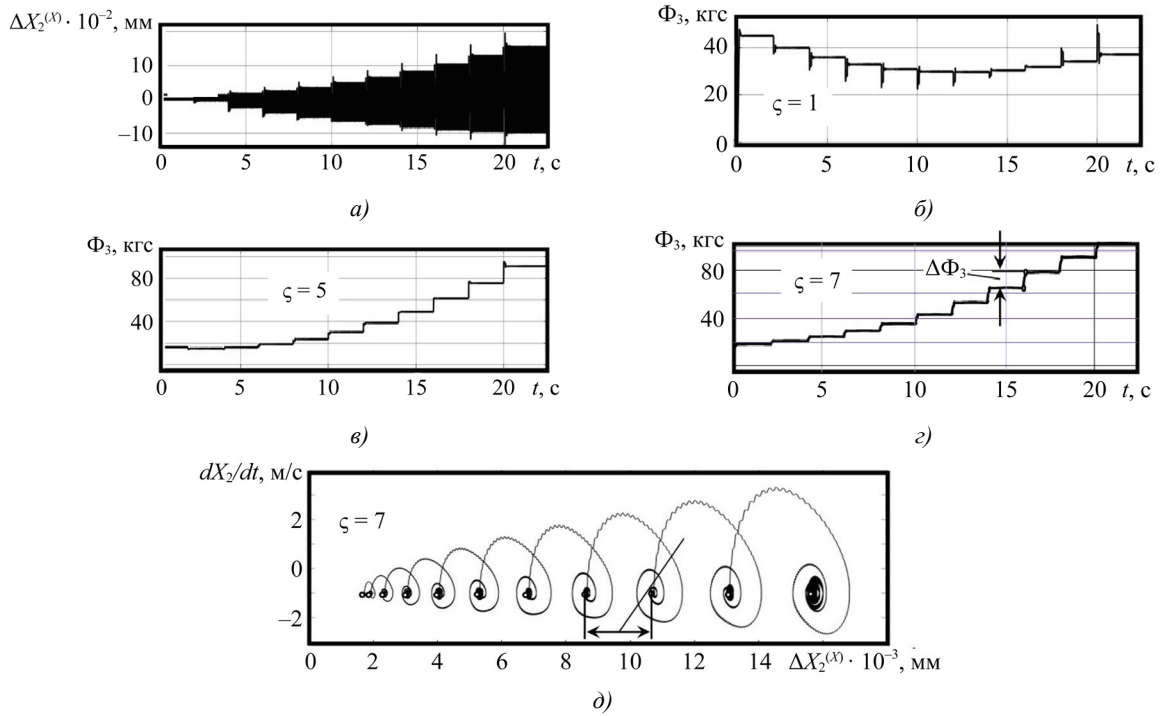 ΔX₂⁽ˣ⁾ · 10⁻², мм
10
0
–10
0 5 10 15 20 t, с
а)
Φ₃, кгс
40
20
0
ς = 1
0 5 10 15 20 t, с
б)
Φ₃, кгс
80
40
ς = 5
0 5 10 15 20 t, с
в)
Φ₃, кгс
80
40
ς = 7
ΔΦ₃
0 5 10 15 20 t, с
г)
dX₂/dt, м/с
2
0
–2
ς = 7
0 2 4 6 8 10 12 14 ΔX₂⁽ˣ⁾ · 10⁻³, мм
д)